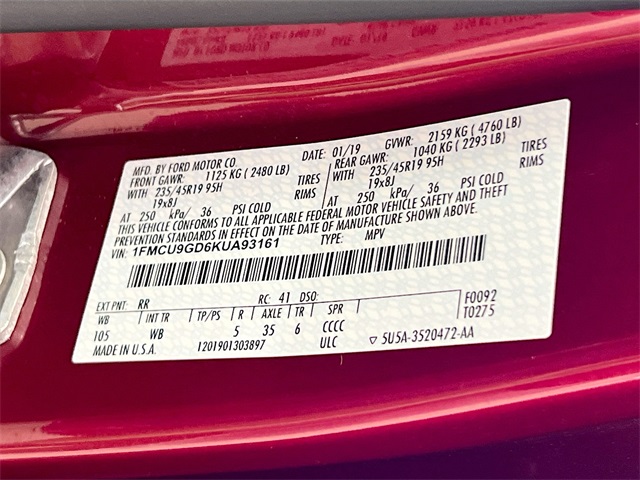 MFD. BY FORD MOTOR CO.
DATE: 01/19 GVWR: 2159 KG ( 4760 LB)
FRONT GAWR: 1125 KG ( 2480 LB) REAR GAWR: 1040 KG ( 2293 LB)
WITH 235/45R19 95H TIRES WITH 235/45R19 95H TIRES
19x8J RIMS 19x8J RIMS
AT 250 kPa/ 36 PSI COLD AT 250 kPa/ 36 PSI COLD
THIS VEHICLE CONFORMS TO ALL APPLICABLE FEDERAL MOTOR VEHICLE SAFETY AND THEFT
PREVENTION STANDARDS IN EFFECT ON THE DATE OF MANUFACTURE SHOWN ABOVE.
VIN: 1FMCU9GD6KUA93161 TYPE: MPV
EXT PNT: RR RC: 41 DSO: F0092
WB INT TR TP/PS R AXLE TR SPR T0275
105 WB 5 35 6 CCCC
MADE IN U.S.A. 1201901303897 ULC ▽ 5U5A-3520472-AA